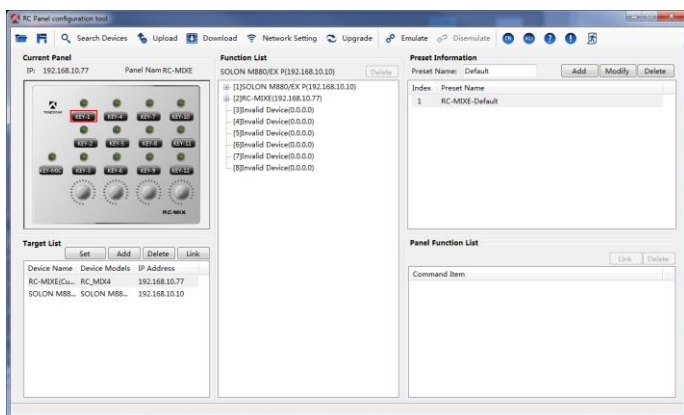 RC Panel configuration tool
Search Devices Upload Download Network Setting Upgrade Emulate Disemulate EN RU
Current Panel
IP: 192.168.10.77 Panel Nam RC-MIXE
KEY-1 KEY-4 KEY-7 KEY-10
KEY-2 KEY-5 KEY-8 KEY-11
KEY-MIC KEY-3 KEY-6 KEY-9 KEY-12
RC-MIX
Target List
Set Add Delete Link
Device Name Device Models IP Address
RC-MIXE(Cu... RC_MIX4 192.168.10.77
SOLON M88... SOLON M88... 192.168.10.10
Function List
SOLON M880/EX P(192.168.10.10) Delete
[1]SOLON M880/EX P(192.168.10.10)
[2]RC-MIXE(192.168.10.77)
[3]Invalid Device(0.0.0.0)
[4]Invalid Device(0.0.0.0)
[5]Invalid Device(0.0.0.0)
[6]Invalid Device(0.0.0.0)
[7]Invalid Device(0.0.0.0)
[8]Invalid Device(0.0.0.0)
Preset Information
Preset Name: Default Add Modify Delete
Index Preset Name
1 RC-MIXE-Default
Panel Function List
Link Delete
Command Item